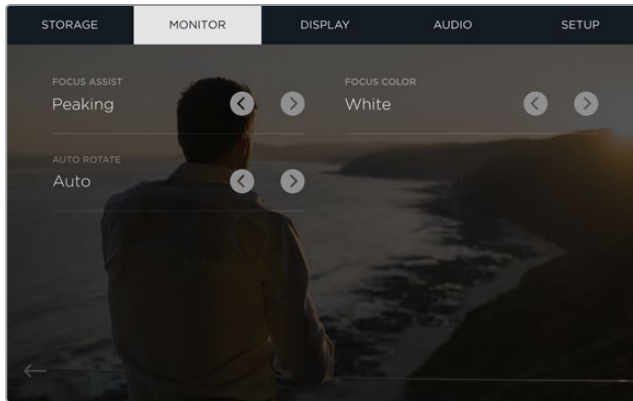 STORAGE MONITOR DISPLAY AUDIO SETUP
FOCUS ASSIST FOCUS COLOR
Peaking White
AUTO ROTATE
Auto